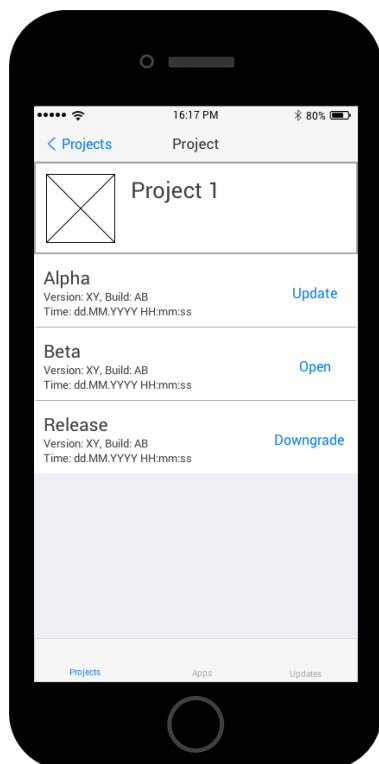 16:17 PM
80%
Projects
Project
Project 1
Alpha
Version: XY, Build: AB
Time: dd.MM.YYYY HH:mm:ss
Update
Beta
Version: XY, Build: AB
Time: dd.MM.YYYY HH:mm:ss
Open
Release
Version: XY, Build: AB
Time: dd.MM.YYYY HH:mm:ss
Downgrade
Projects
Apps
Updates